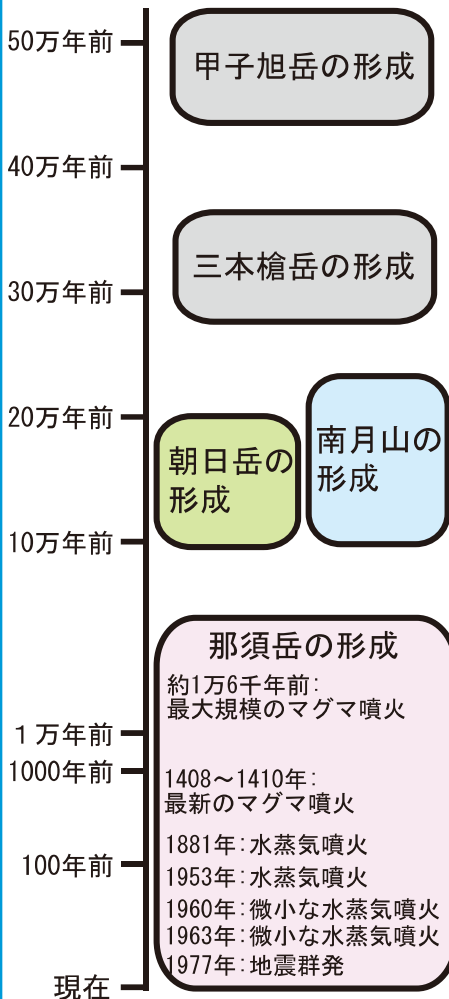 50万年前
甲子旭岳の形成
40万年前
三本槍岳の形成
30万年前
20万年前
朝日岳の
形成
南月山の
形成
10万年前
那須岳の形成
約1万6千年前:
最大規模のマグマ噴火
1万年前
1000年前
1408～1410年:
最新のマグマ噴火
1881年:水蒸気噴火
100年前
1953年:水蒸気噴火
1960年:微小な水蒸気噴火
1963年:微小な水蒸気噴火
1977年:地震群発
現在